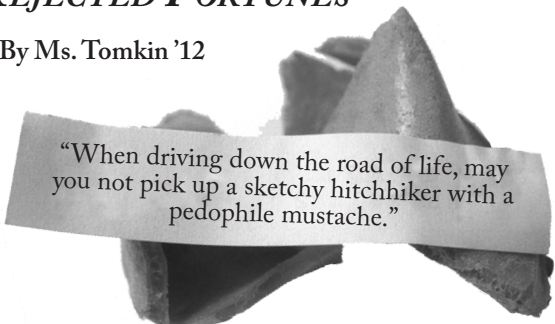 REJECTED FORTUNES
By Ms. Tomkin ’12
“When driving down the road of life, may
you not pick up a sketchy hitchhiker with a
pedophile mustache.”